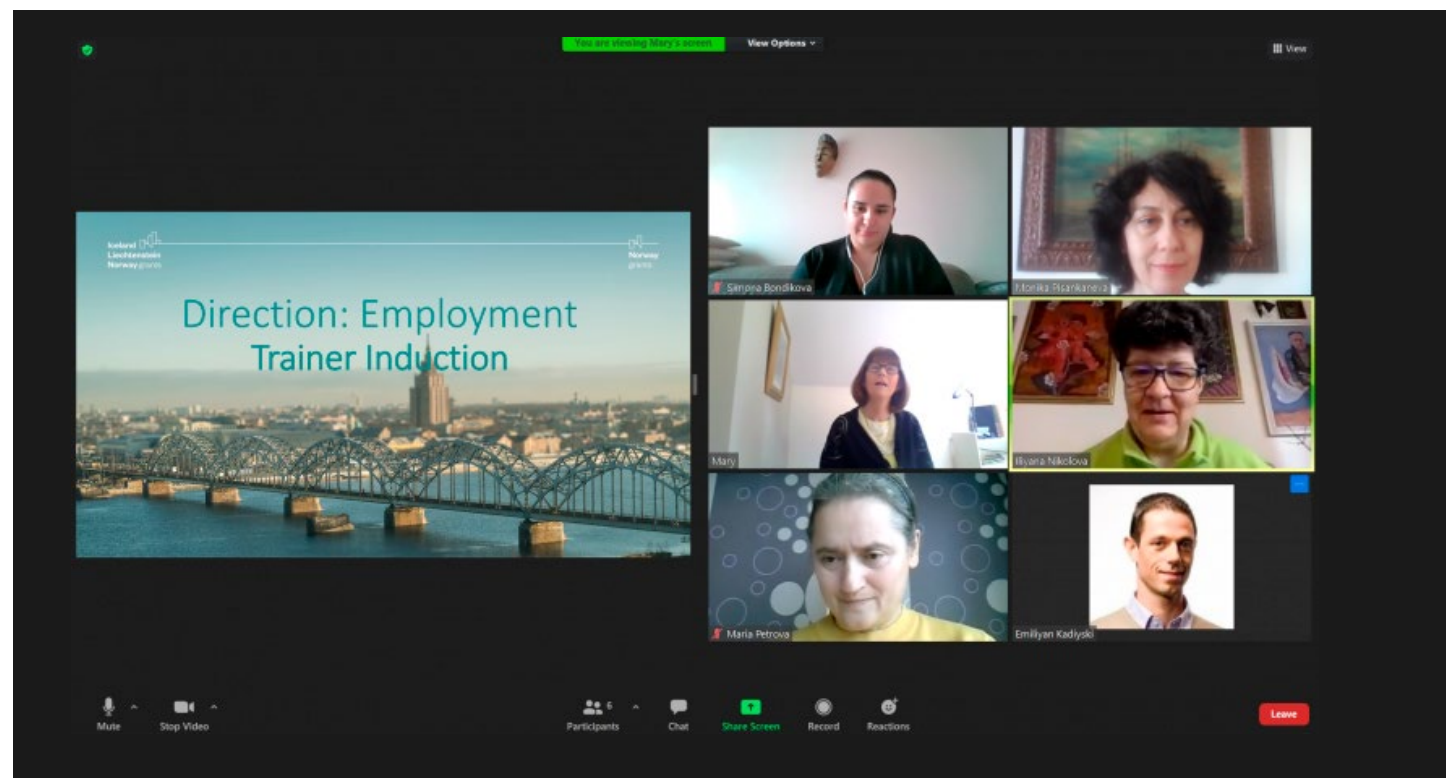 You are viewing Mary's screen
View Options
View
Iceland
Liechtenstein
Norway grants
Norway
grants
Direction: Employment
Trainer Induction
Simona Bondikova
Monika Pisankaneva
Mary
Iliyana Nikolova
Maria Petrova
Emiliyan Kadiyski
Mute
Stop Video
6
Participants
Chat
Share Screen
Record
Reactions
Leave